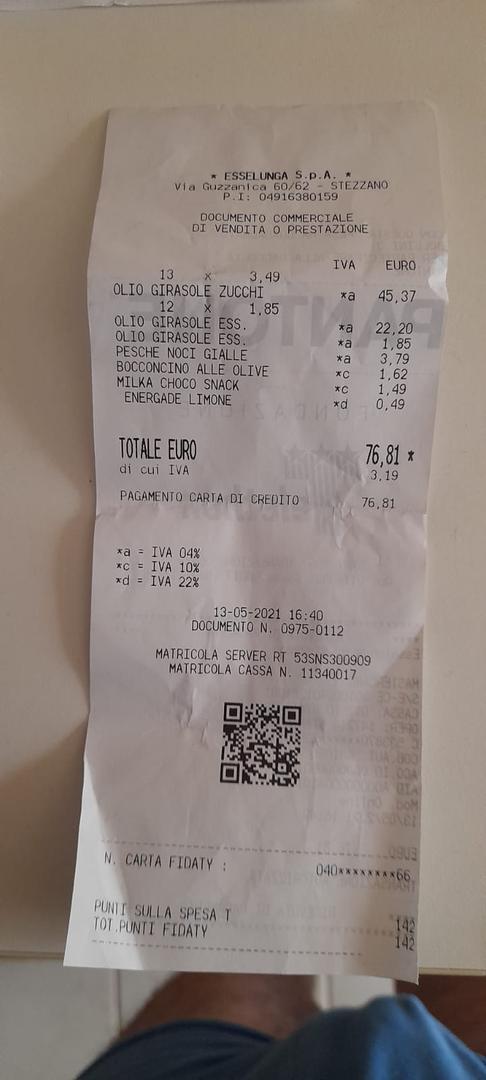 * ESSELUNGA S.p.A. *
Via Guzzanica 60/62 - STEZZANO
P.I: 04916380159
DOCUMENTO COMMERCIALE
DI VENDITA O PRESTAZIONE
IVA EURO
13 x 3,49
OLIO GIRASOLE ZUCCHI *a 45,37
12 x 1,85
OLIO GIRASOLE ESS. *a 22,20
OLIO GIRASOLE ESS. *a 1,85
PESCHE NOCI GIALLE *a 3,79
BOCCONCINO ALLE OLIVE *c 1,62
MILKA CHOCO SNACK *c 1,49
ENERGADE LIMONE *d 0,49
TOTALE EURO 76,81 *
di cui IVA 3,19
PAGAMENTO CARTA DI CREDITO 76,81
*a = IVA 04%
*c = IVA 10%
*d = IVA 22%
13-05-2021 16:40
DOCUMENTO N. 0975-0112
MATRICOLA SERVER RT 53SNS300909
MATRICOLA CASSA N. 11340017
N. CARTA FIDATY : 040********66
PUNTI SULLA SPESA T 142
TOT.PUNTI FIDATY 142